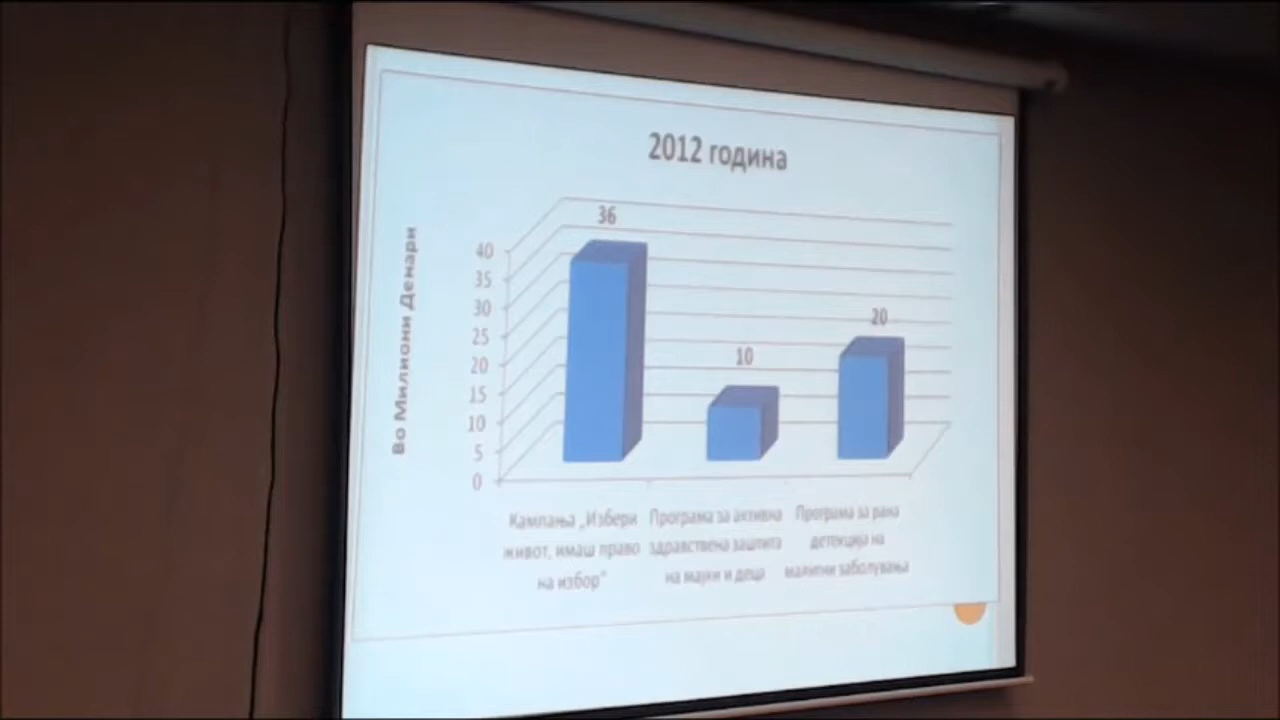 2012 година
Во Милиони Денари
40
35
30
25
20
15
10
5
0
36
10
20
Кампања „Избери
живот, имаш право
на избор"
Програма за активна
здравствена заштита
на мајки и деца
Програма за рана
детекција на
малигни заболувања